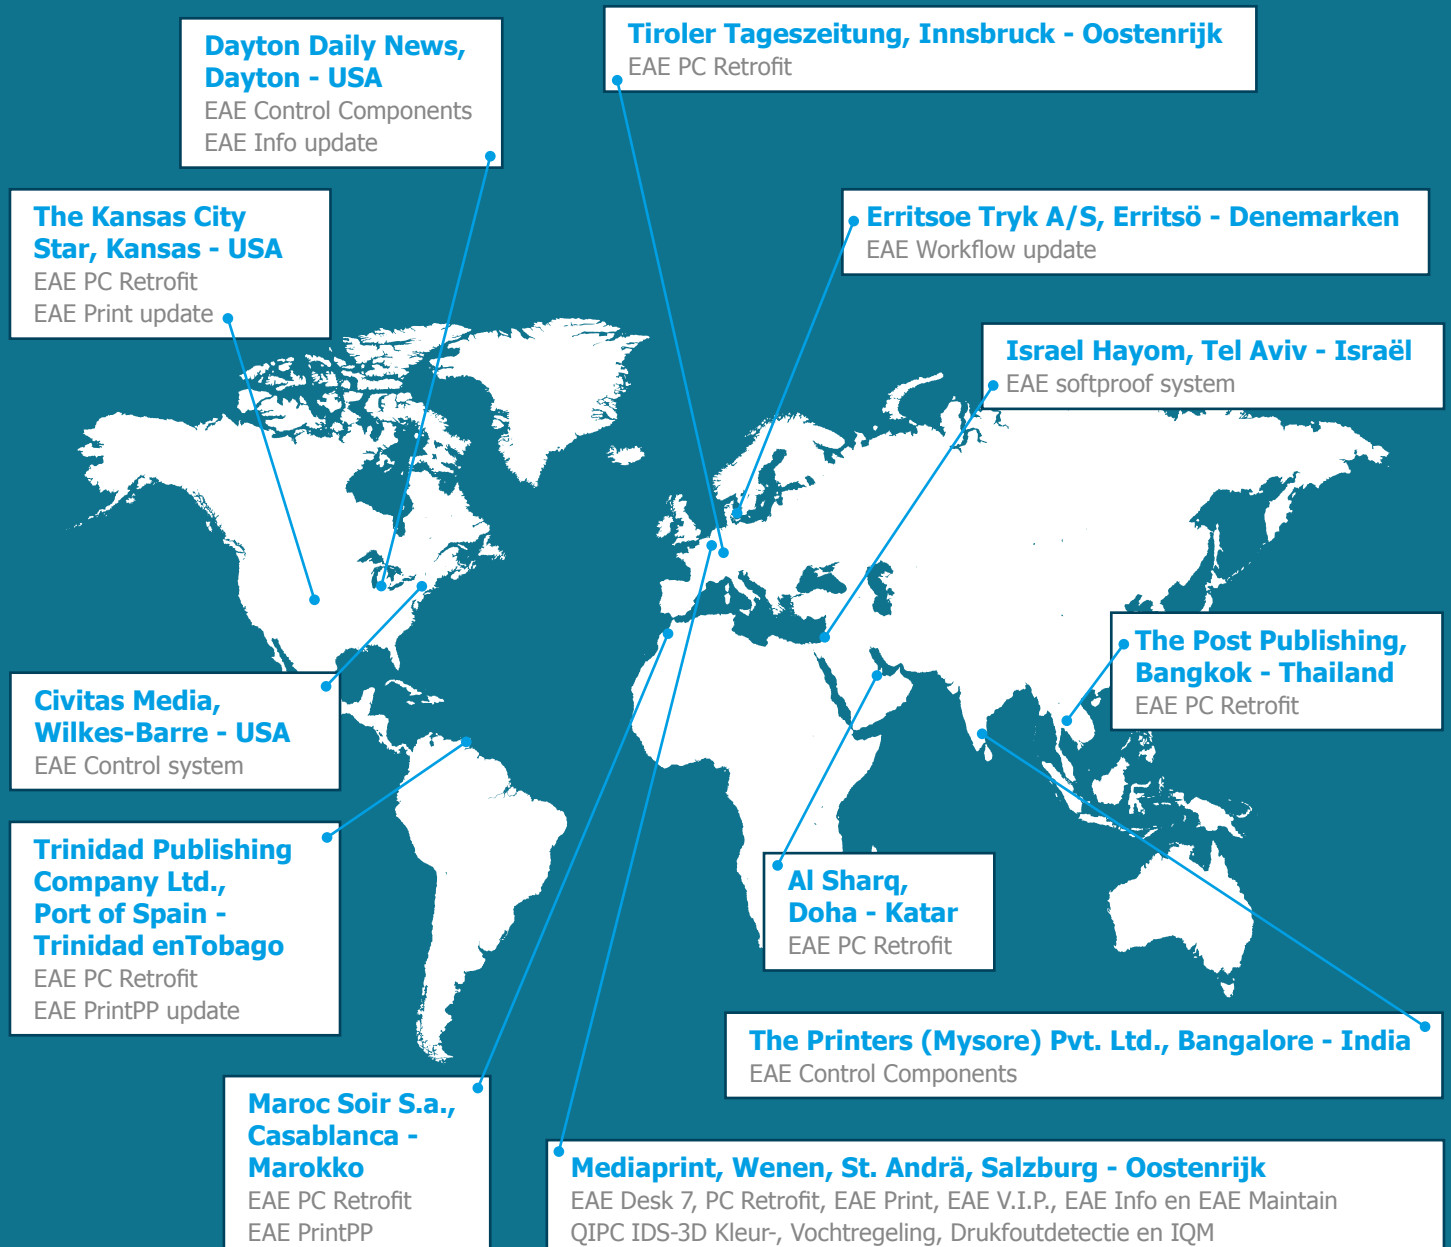 Dayton Daily News,
Dayton - USA
EAE Control Components
EAE Info update
Tiroler Tageszeitung, Innsbruck - Oostenrijk
EAE PC Retrofit
The Kansas City
Star, Kansas - USA
EAE PC Retrofit
EAE Print update
Erritsoe Tryk A/S, Erritsö - Denemarken
EAE Workflow update
Israel Hayom, Tel Aviv - Israël
EAE softproof system
The Post Publishing,
Bangkok - Thailand
EAE PC Retrofit
Civitas Media,
Wilkes-Barre - USA
EAE Control system
Trinidad Publishing
Company Ltd.,
Port of Spain -
Trinidad enTobago
EAE PC Retrofit
EAE PrintPP update
Al Sharq,
Doha - Katar
EAE PC Retrofit
The Printers (Mysore) Pvt. Ltd., Bangalore - India
EAE Control Components
Maroc Soir S.a.,
Casablanca -
Marokko
EAE PC Retrofit
EAE PrintPP
Mediaprint, Wenen, St. Andrä, Salzburg - Oostenrijk
EAE Desk 7, PC Retrofit, EAE Print, EAE V.I.P., EAE Info en EAE Maintain
QIPC IDS-3D Kleur-, Vochtregeling, Drukfoutdetectie en IQM